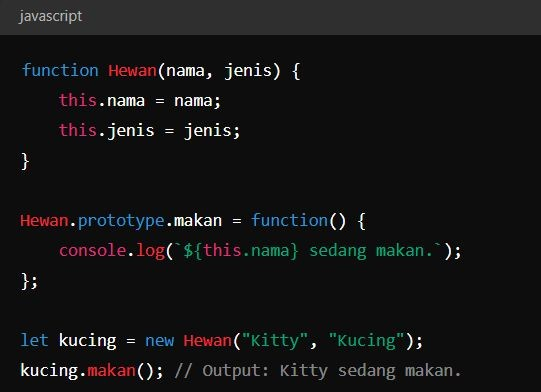 javascript
function Hewan(nama, jenis) {
    this.nama = nama;
    this.jenis = jenis;
}
Hewan.prototype.makan = function() {
    console.log(`${this.nama} sedang makan.`);
};
let kucing = new Hewan("Kitty", "Kucing");
kucing.makan(); // Output: Kitty sedang makan.